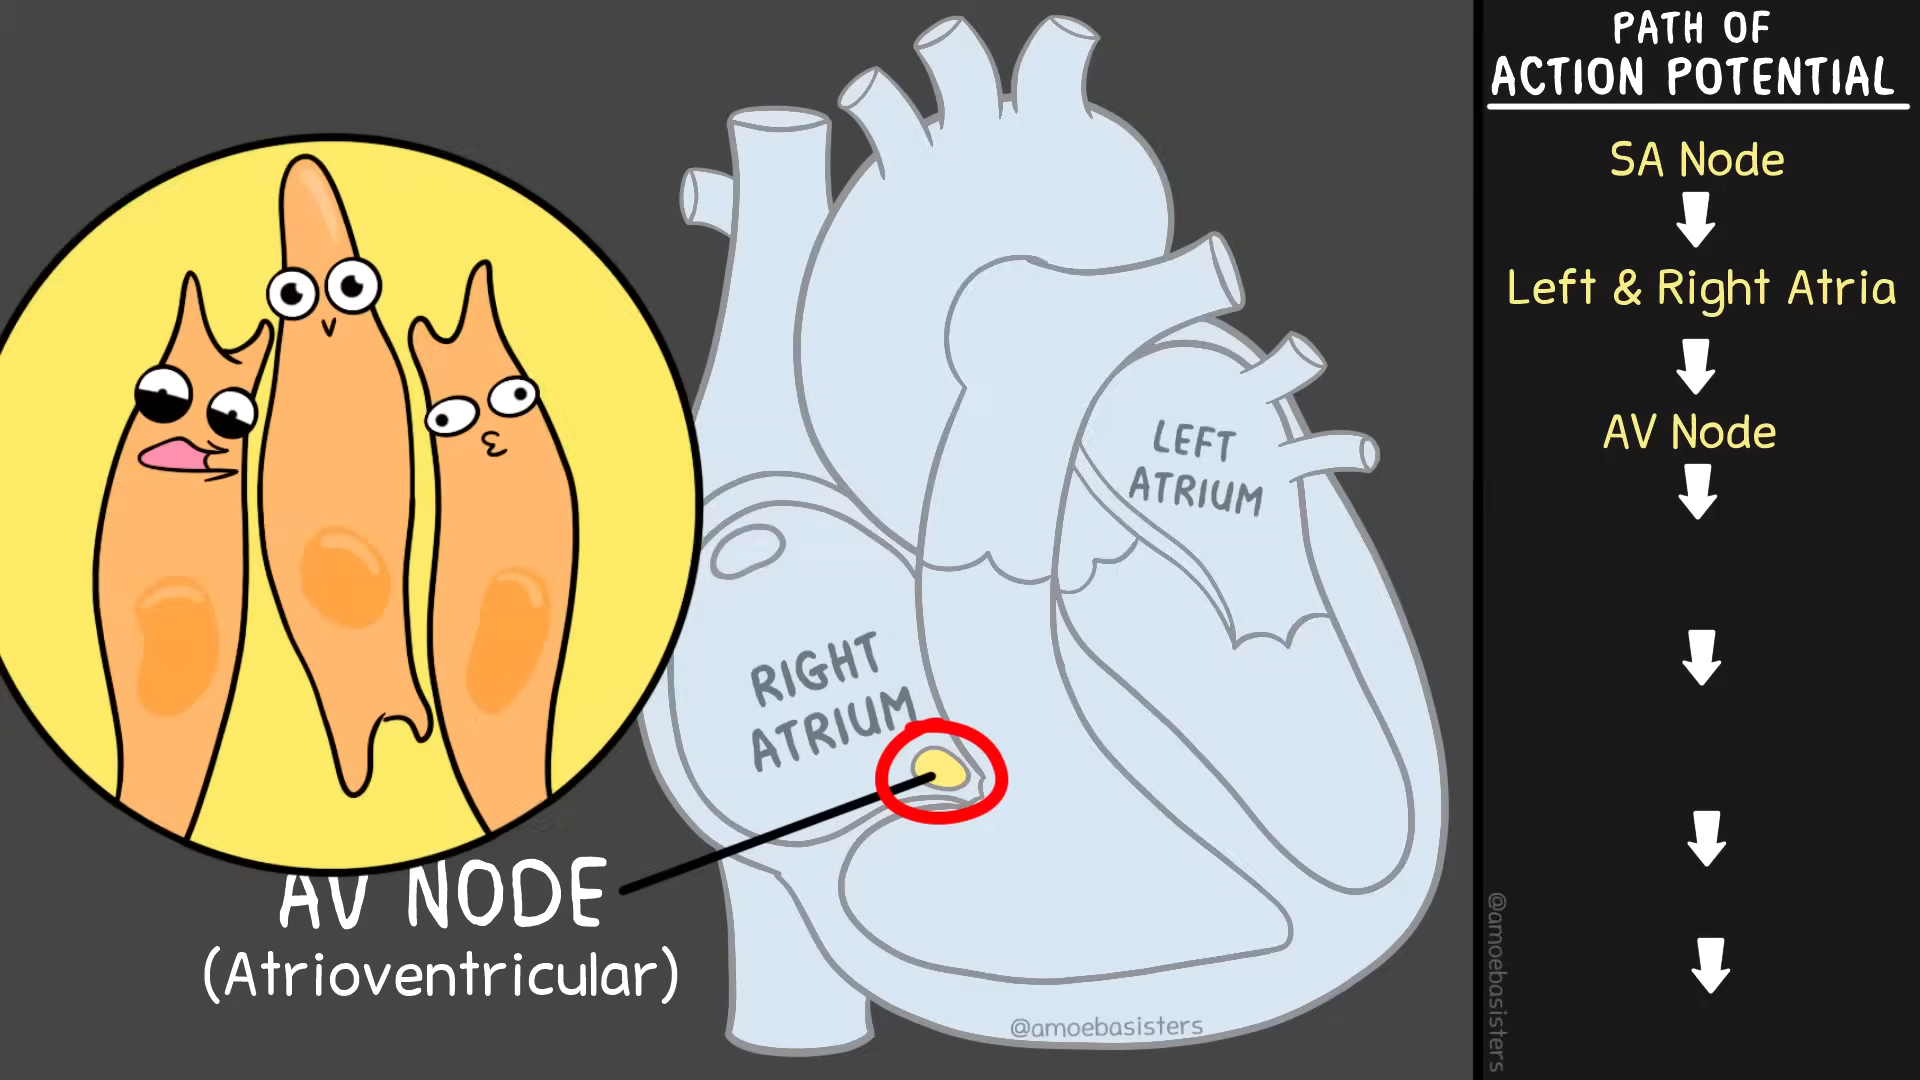 PATH OF
ACTION POTENTIAL
SA Node
Left & Right Atria
AV Node
LEFT
ATRIUM
RIGHT
ATRIUM
AV NODE
(Atrioventricular)
@amoebasisters
@amoebasisters